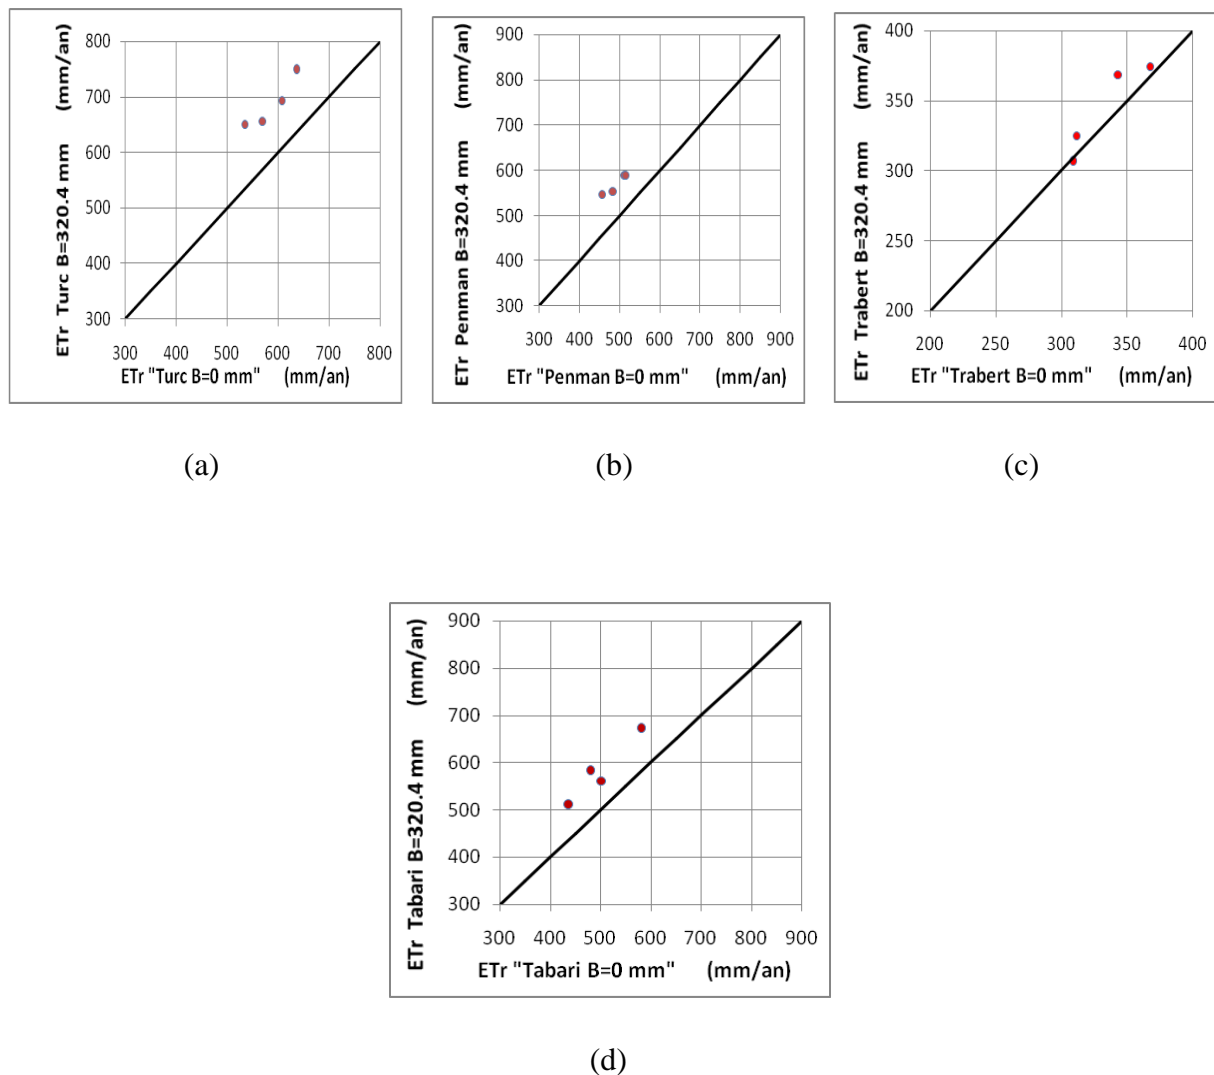 ETr Turc B=320.4 mm (mm/an)
800
700
600
500
400
300
300 400 500 600 700 800
ETr "Turc B=0 mm" (mm/an)
(a)
ETr Penman B=320.4 mm (mm/an)
900
800
700
600
500
400
300
300 400 500 600 700 800 900
ETr "Penman B=0 mm" (mm/an)
(b)
ETr Trabert B=320.4 mm (mm/an)
400
350
300
250
200
200 250 300 350 400
ETr "Trabert B=0 mm" (mm/an)
(c)
ETr Tabari B=320.4 mm (mm/an)
900
800
700
600
500
400
300
300 400 500 600 700 800 900
ETr "Tabari B=0 mm" (mm/an)
(d)